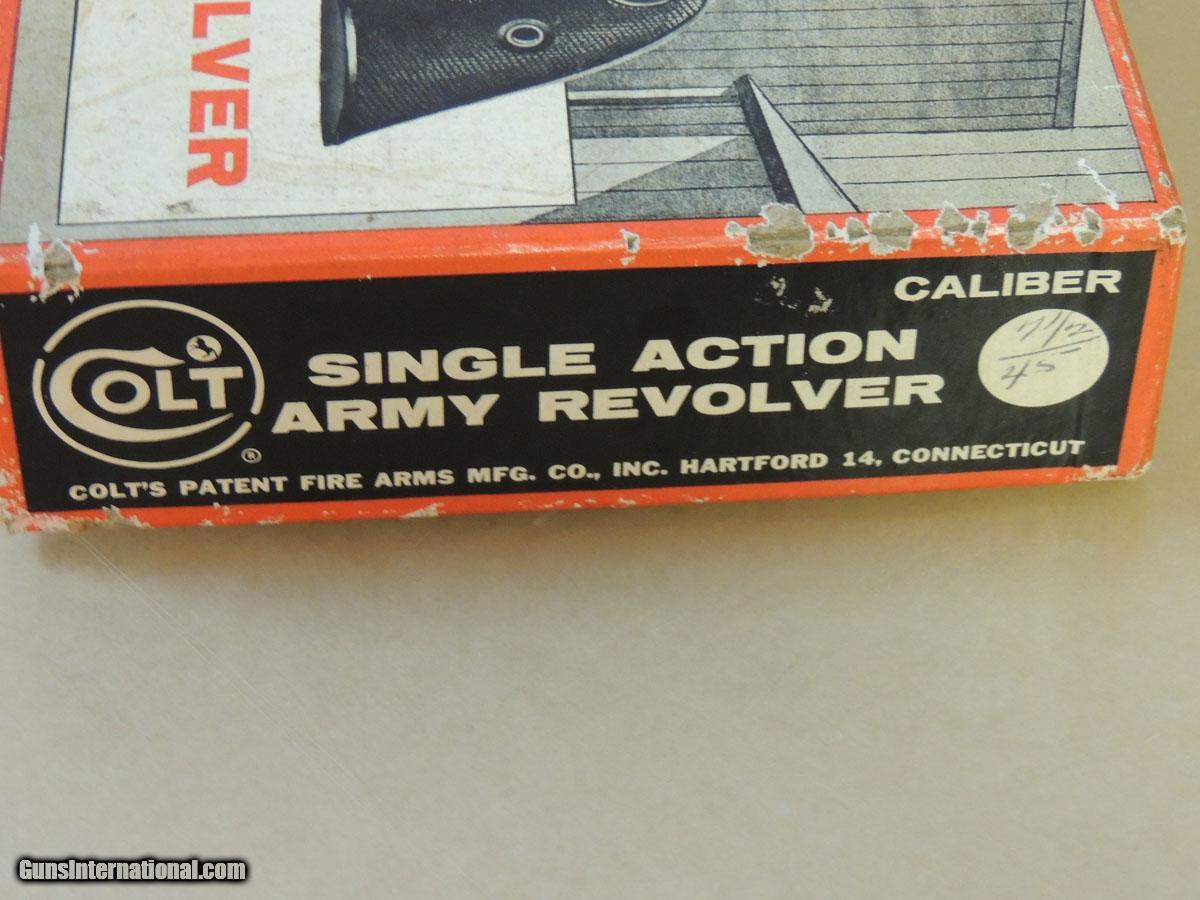 LVER
CALIBER
7 1/2
45
COLT
®
SINGLE ACTION
ARMY REVOLVER
COLT'S PATENT FIRE ARMS MFG. CO., INC. HARTFORD 14, CONNECTICUT
GunsInternational.com